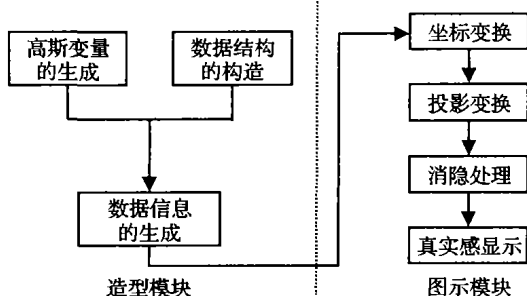 高斯变量
的生成
数据结构
的构造
数据信息
的生成
造型模块
坐标变换
投影变换
消隐处理
真实感显示
图示模块